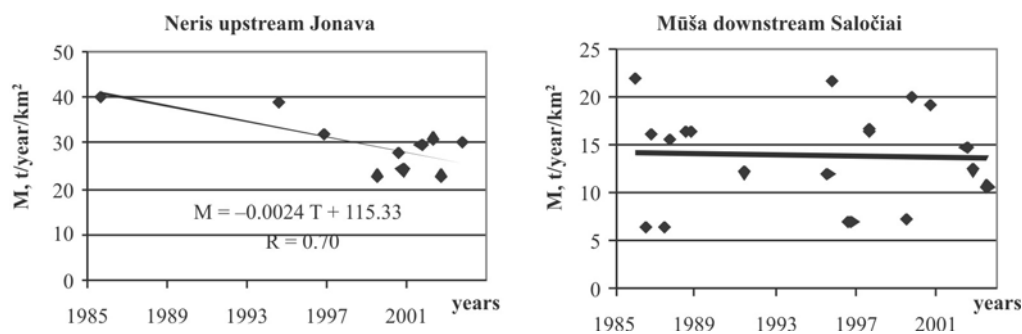 Neris upstream Jonava
M, t/year/km²
50
40
30
20
10
0
M = –0.0024 T + 115.33
R = 0.70
1985 1989 1993 1997 2001
years
Mūša downstream Saločiai
M, t/year/km²
25
20
15
10
5
0
1985 1989 1993 1997 2001
years